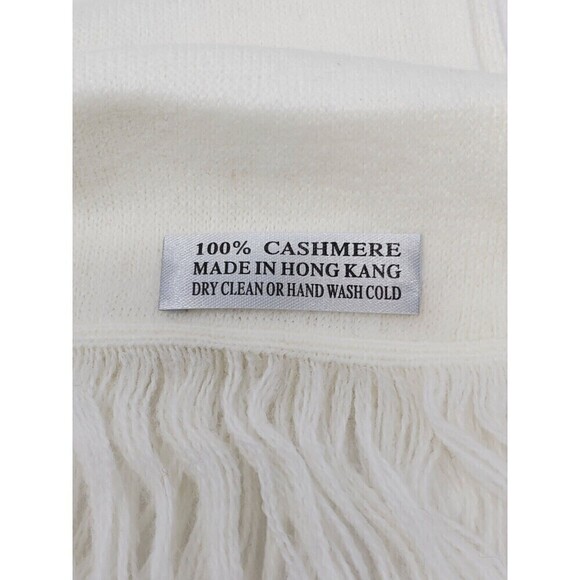 100% CASHMERE
MADE IN HONG KANG
DRY CLEAN OR HAND WASH COLD